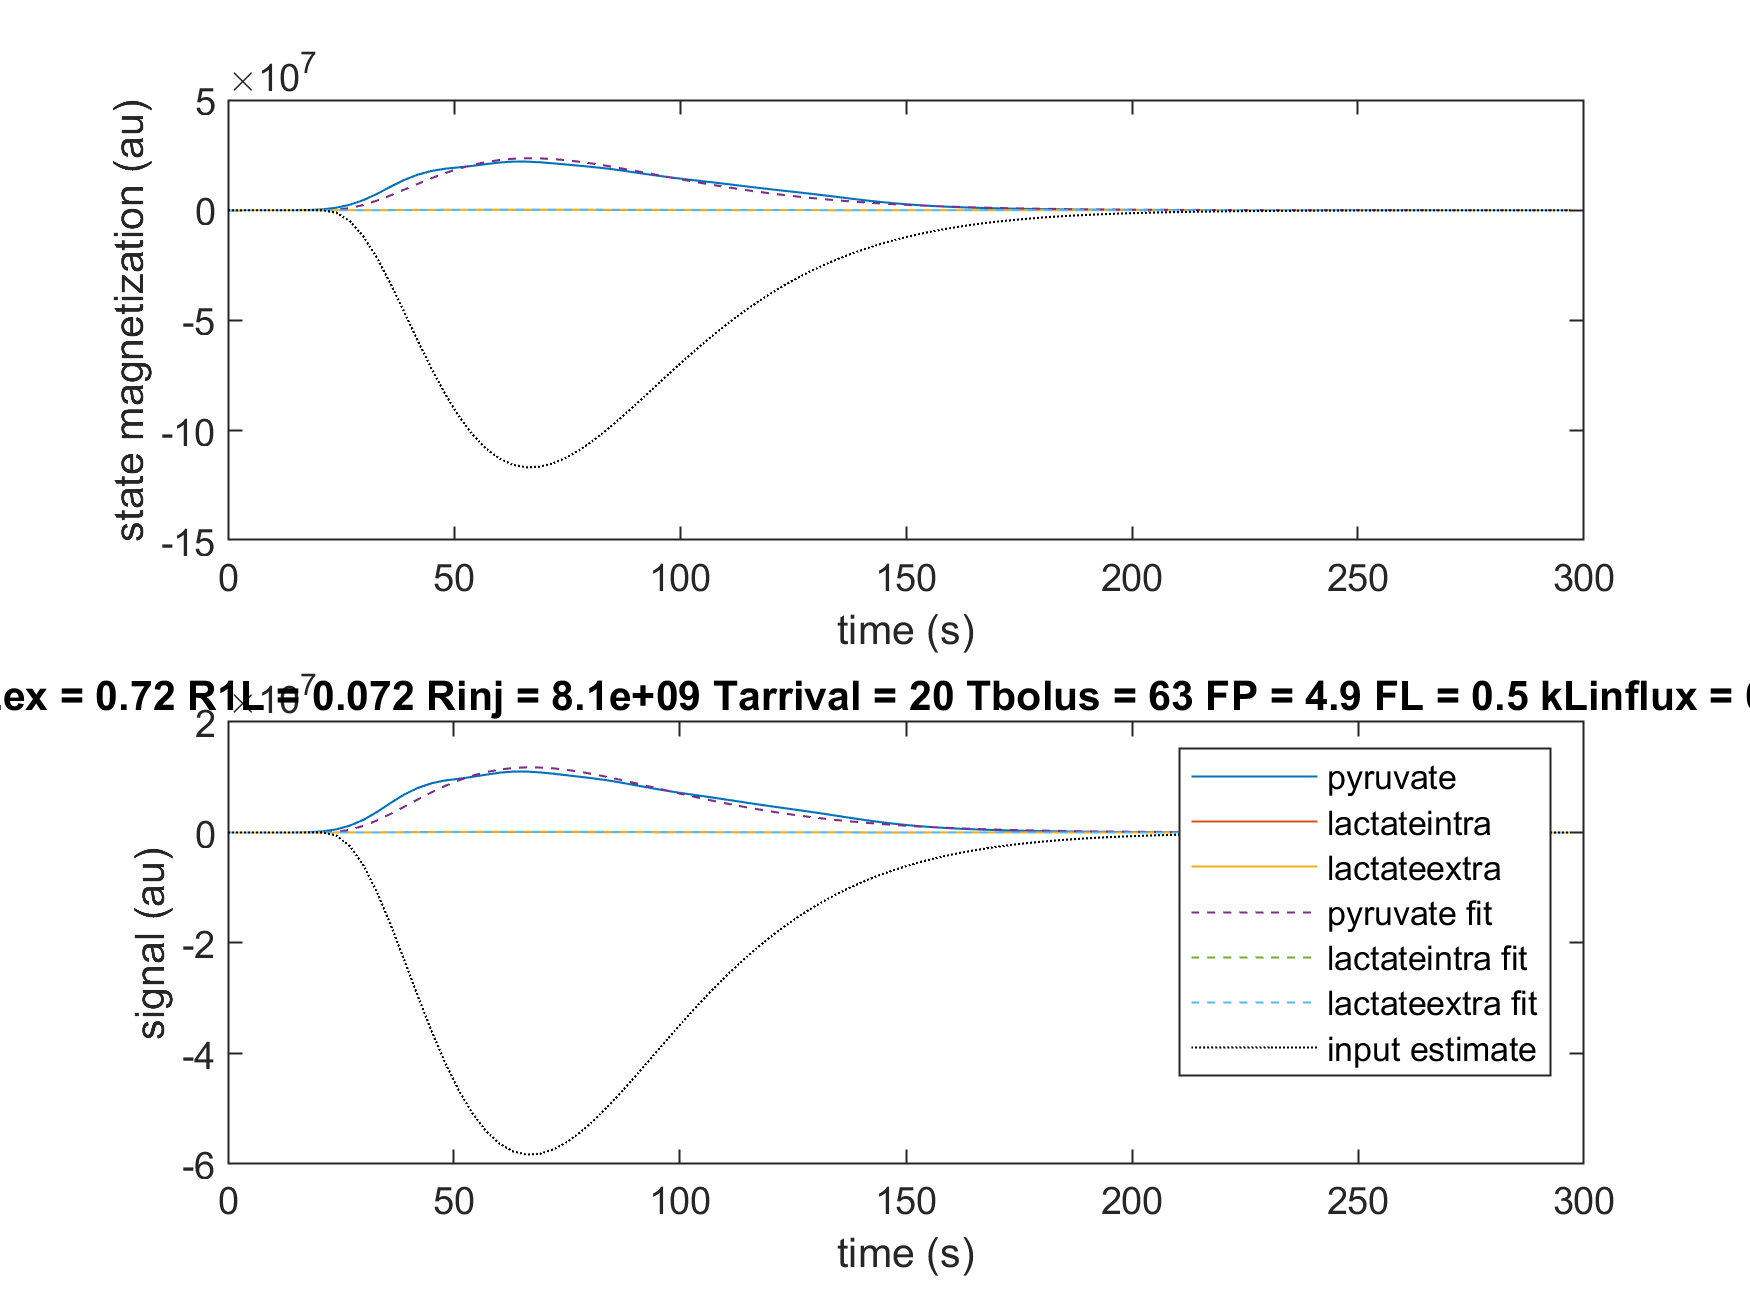 ×10^7
5
0
-5
-10
-15
state magnetization (au)
0 50 100 150 200 250 300
time (s)
ex = 0.72 R1L = 0.072 Rinj = 8.1e+09 Tarrival = 20 Tbolus = 63 FP = 4.9 FL = 0.5 kLinflux =
×10^7
2
0
-2
-4
-6
signal (au)
pyruvate
lactateintra
lactateextra
pyruvate fit
lactateintra fit
lactateextra fit
input estimate
0 50 100 150 200 250 300
time (s)